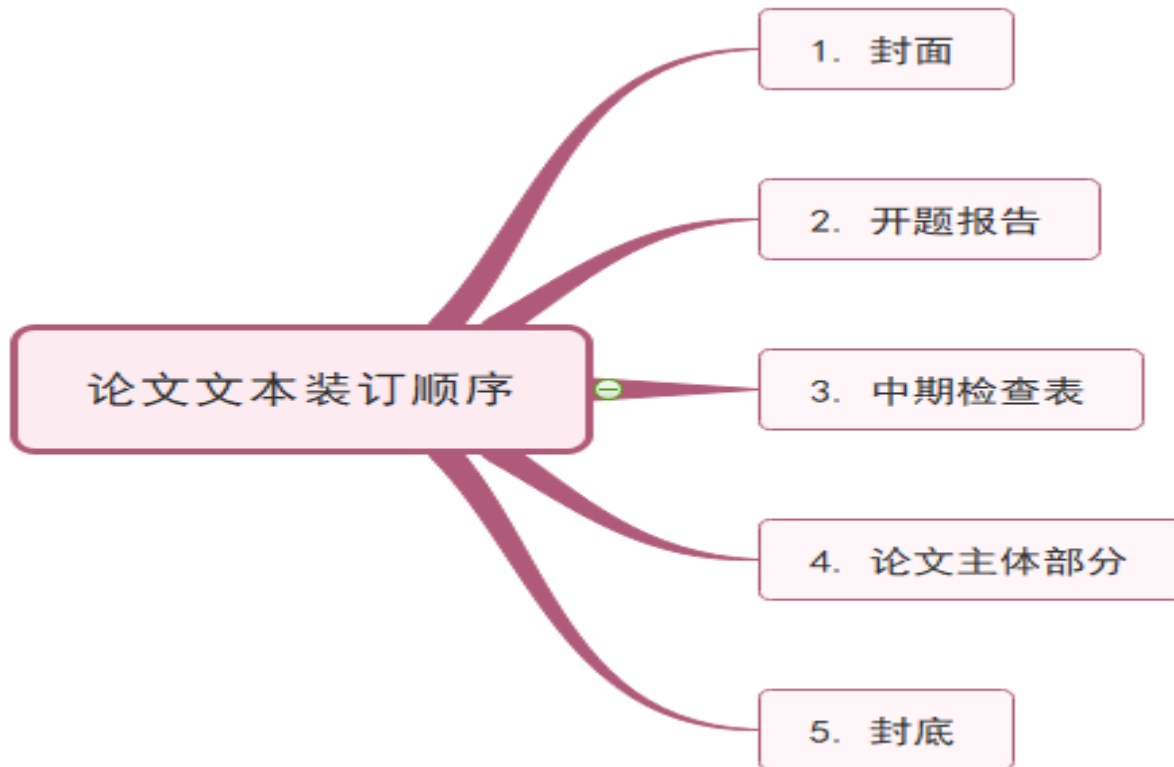 论文文本装订顺序
1. 封面
2. 开题报告
3. 中期检查表
4. 论文主体部分
5. 封底